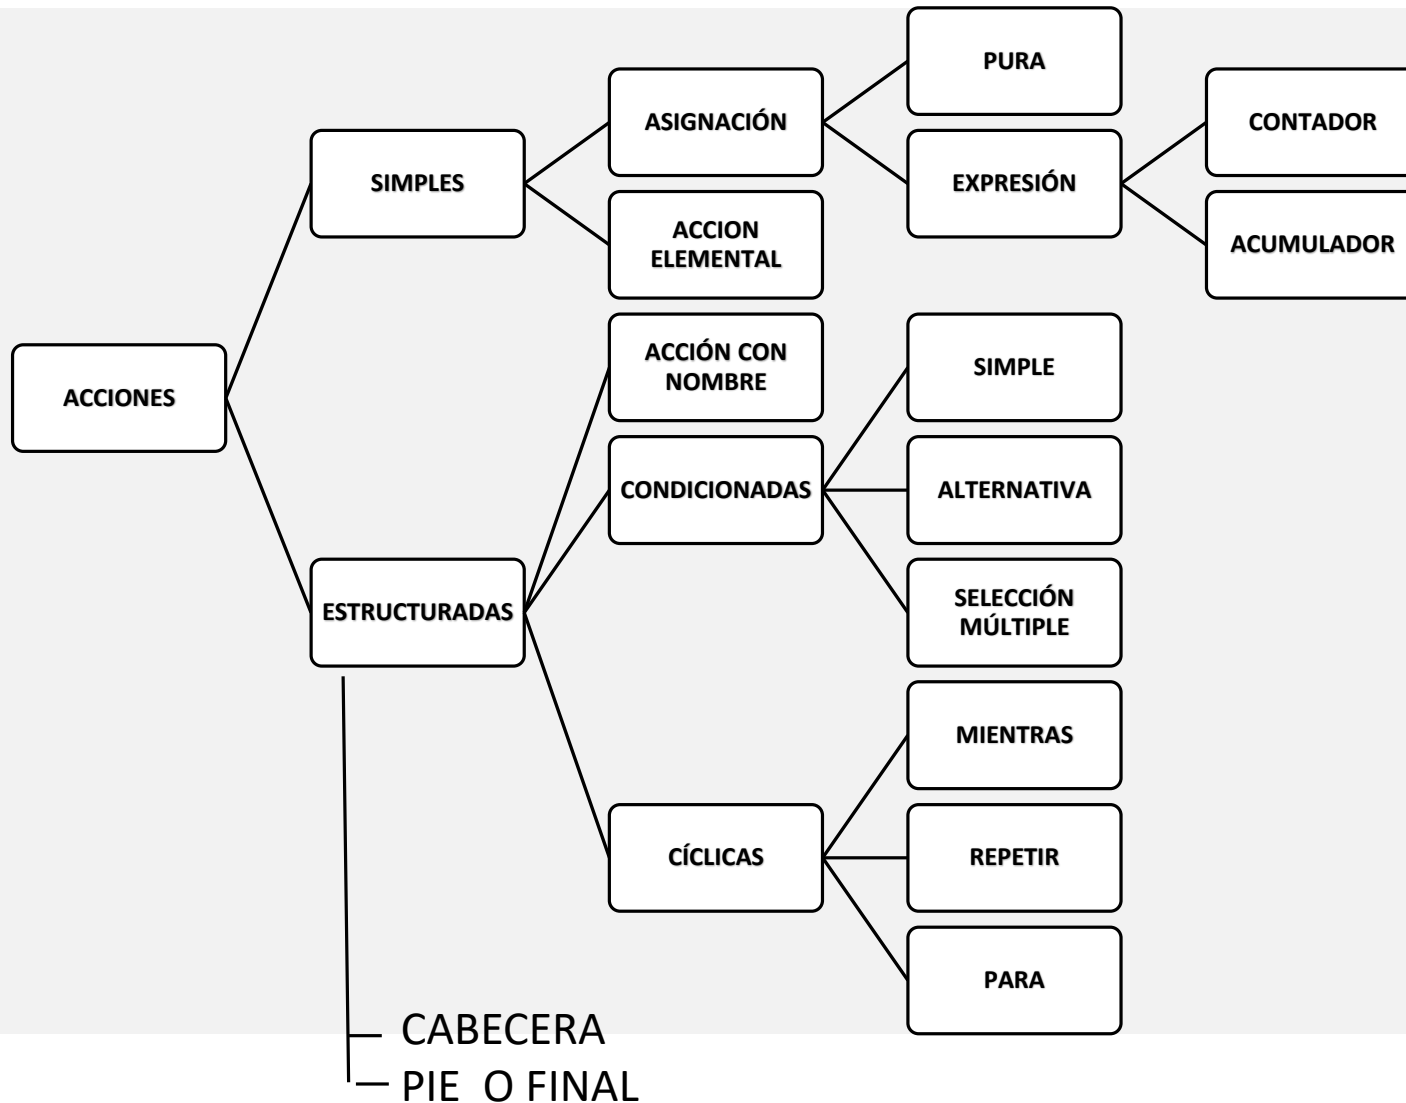 PURA
ASIGNACIÓN
CONTADOR
SIMPLES
EXPRESIÓN
ACCION
ELEMENTAL
ACUMULADOR
ACCIÓN CON
NOMBRE
SIMPLE
ACCIONES
CONDICIONADAS
ALTERNATIVA
ESTRUCTURADAS
SELECCIÓN
MÚLTIPLE
MIENTRAS
CÍCLICAS
REPETIR
PARA
CABECERA
PIE O FINAL